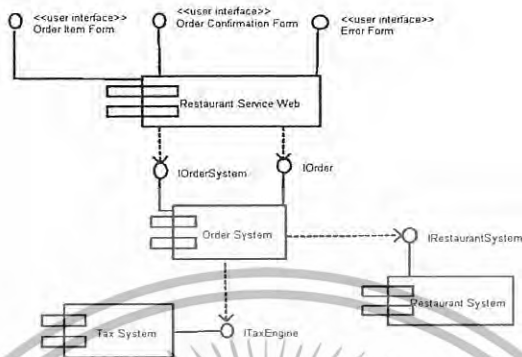 <<user interface>>
Order Item Form
<<user interface>>
Order Confirmation Form
<<user interface>>
Error Form
Restaurant Service Web
IOrderSystem
IOrder
Order System
IRestaurantSystem
Restaurant System
Tax System
ITaxEngine